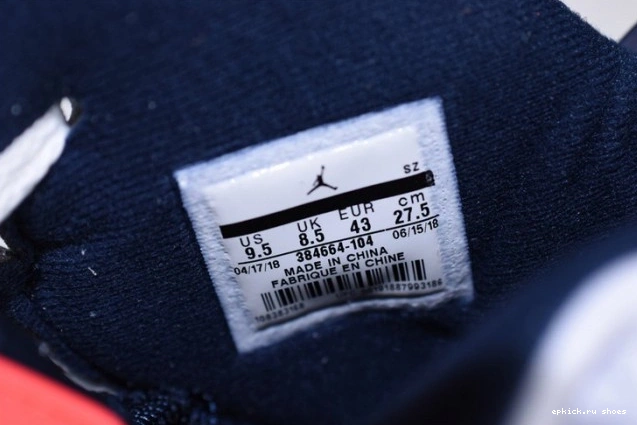 SZ
US UK EUR cm
9.5 8.5 43 27.5
384664-104
04/17/18 06/15/18
MADE IN CHINA
FABRIQUE EN CHINE
epkick.ru shoes